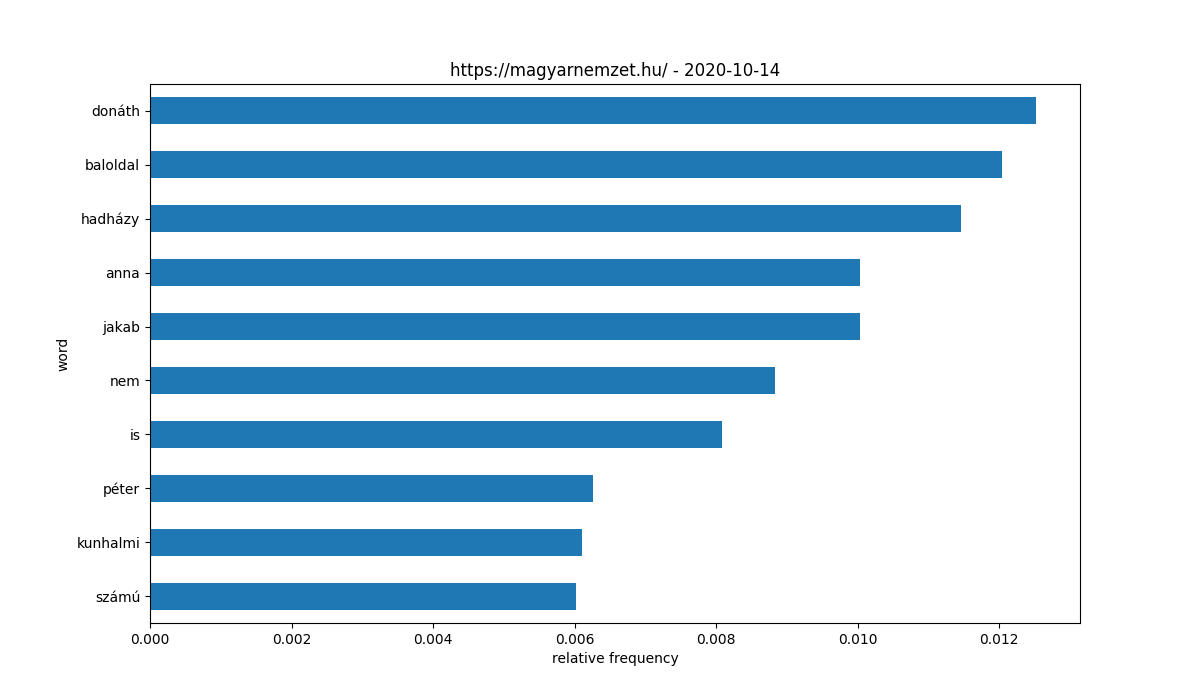 https://magyarnemzet.hu/ - 2020-10-14
word
donáth
baloldal
hadházy
anna
jakab
nem
is
péter
kunhalmi
számú
0.000 0.002 0.004 0.006 0.008 0.010 0.012
relative frequency